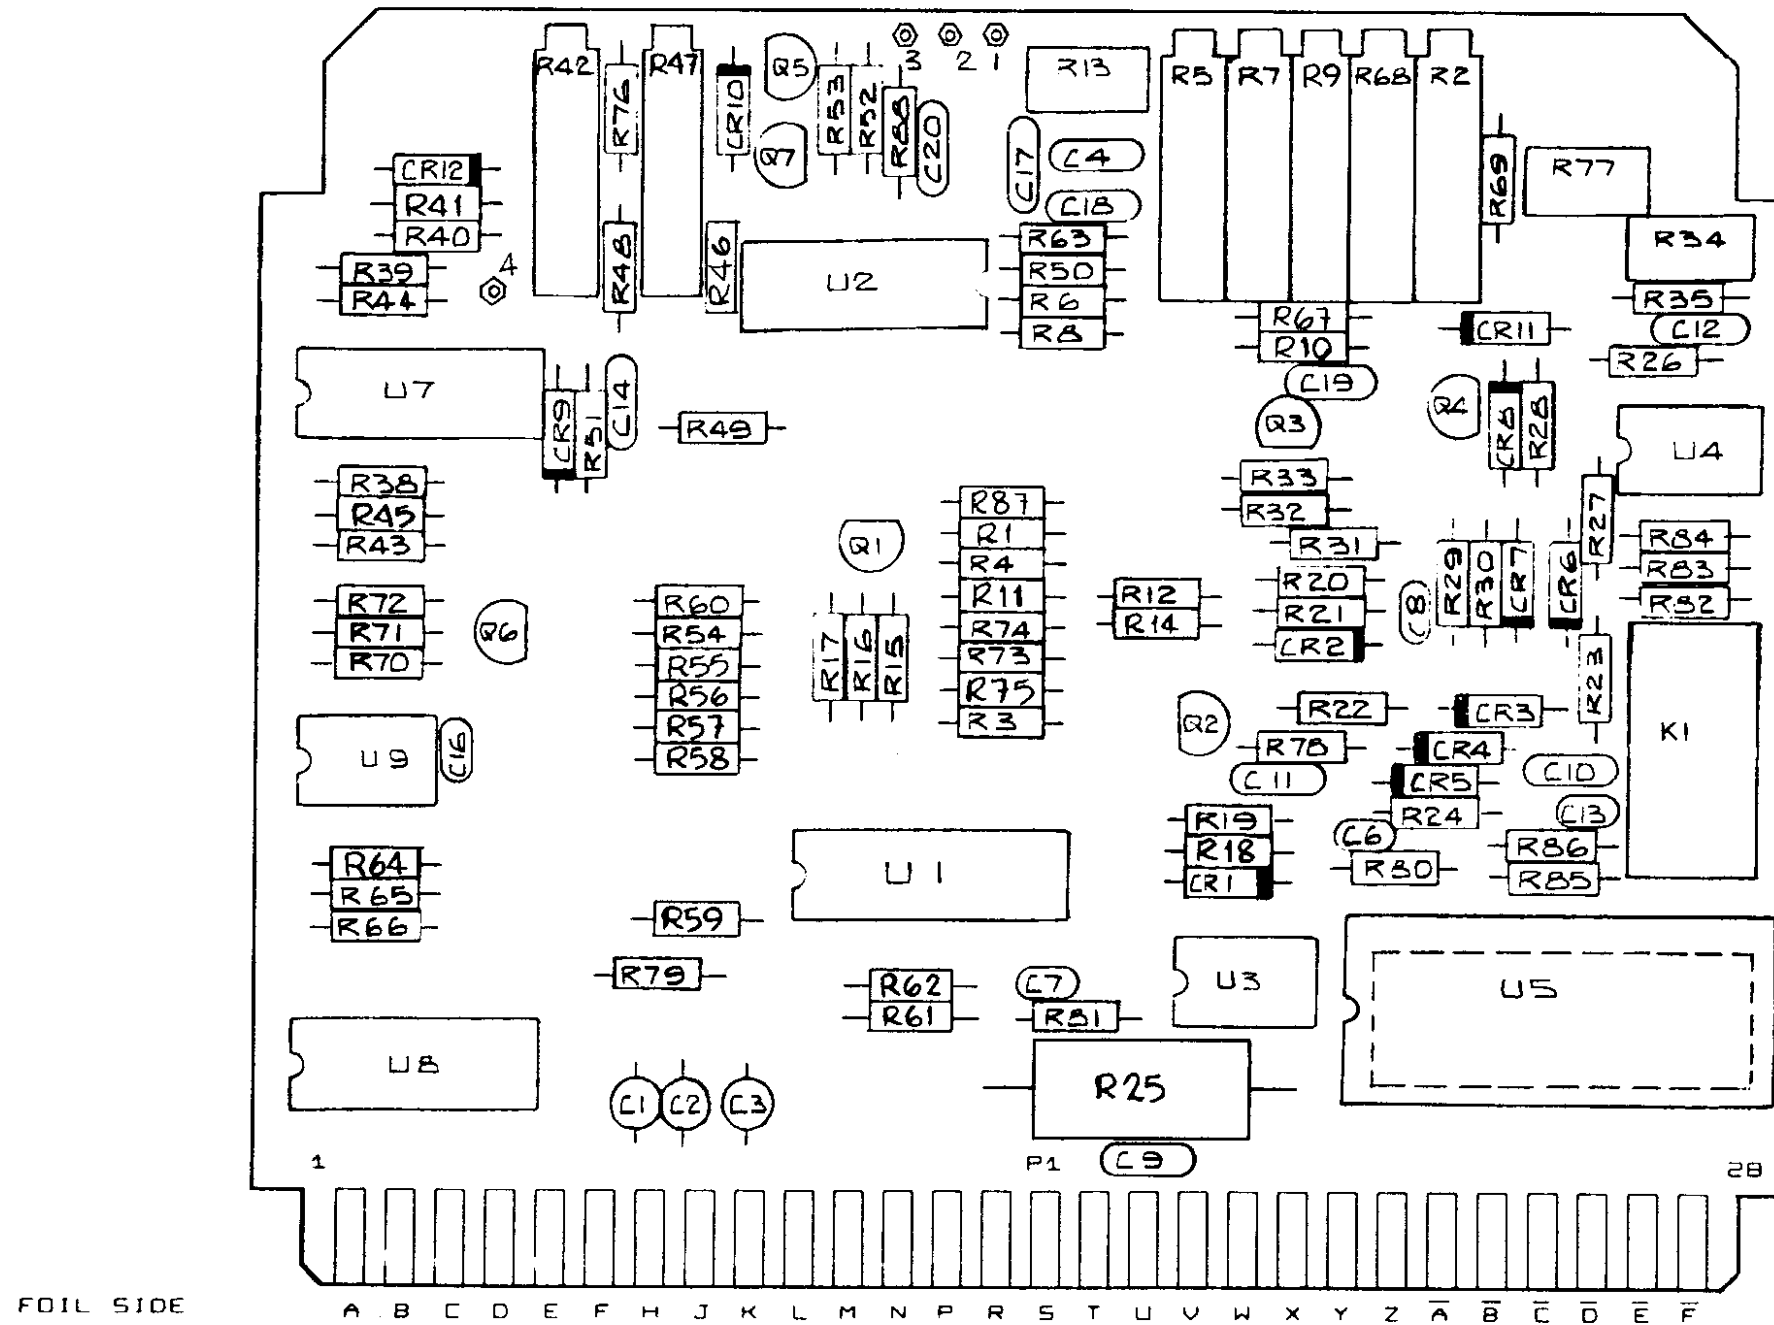 3 2 1
R42
R76
R47
CR10
Q5
Q7
R53
R52
R88
C20
R13
C17
C4
C18
R5
R7
R9
R68
R2
R69
R77
R34
R35
C12
R26
CR12
R41
R40
R39
R44
4
R48
R46
U2
R63
R50
R6
R8
R67
R10
C19
CR11
U7
CR9
R51
C14
R49
Q3
Q4
CR8
R28
U4
R38
R45
R43
R87
R1
R4
R11
R74
R73
R75
R3
Q1
R33
R32
R31
R27
R84
R83
R82
R72
R71
R70
Q6
R60
R54
R55
R56
R57
R58
R17
R16
R15
R12
R14
R20
R21
CR2
C8
R29
R30
CR7
CR6
R23
K1
U9
C16
Q2
R22
R78
C11
CR3
CR4
CR5
R24
C10
C13
R64
R65
R66
R59
R79
U1
R19
R18
CR1
C6
R80
R86
R85
R62
R61
C7
R81
U3
U5
U8
C1
C2
C3
R25
C9
1
P1
28
FOIL SIDE
A B C D E F H J K L M N P R S T U V W X Y Z A̅ B̅ C̅ D̅ E̅ F̅